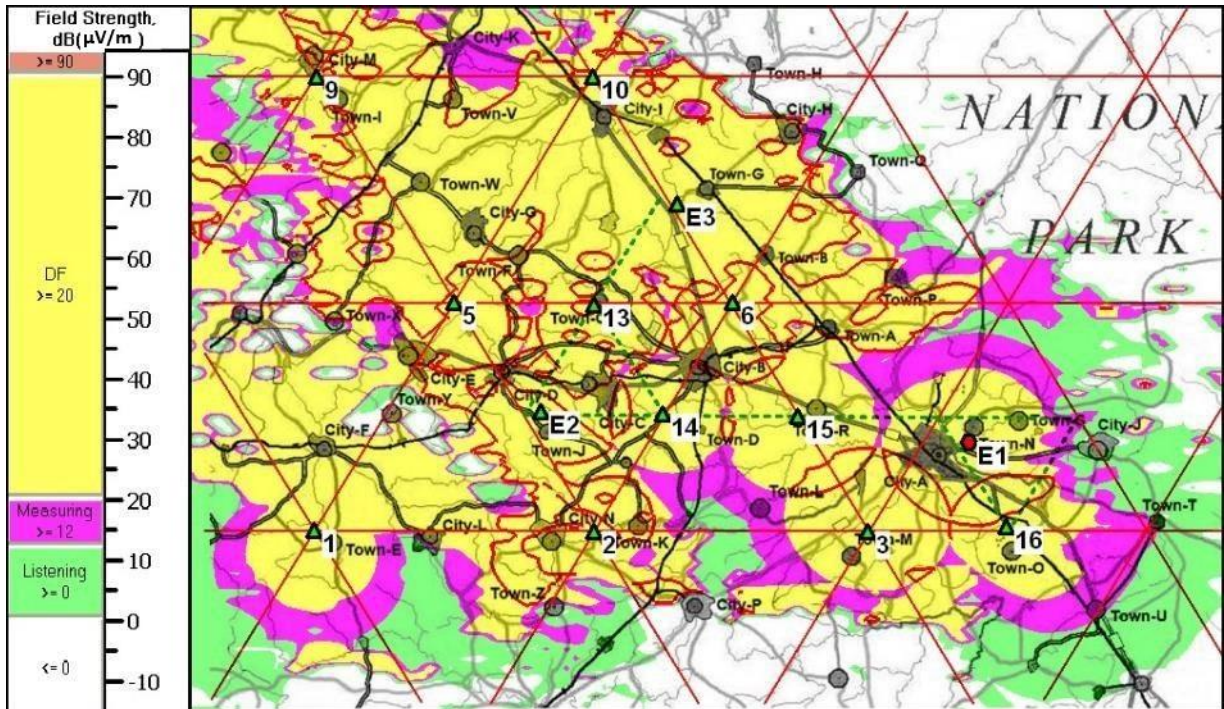 Field Strength,
dB(µV/m)
>= 90
90
80
70
60
DF
>= 20
50
40
30
20
Measuring
>= 12
10
Listening
>= 0
0
<= 0
-10
City-K
City-M
9
10
Town-H
Town-I
Town-V
City-I
City-H
NATION
Town-Q
Town-W
Town-G
City-G
E3
PARK
Town-F
Town-B
Town-P
5
13
6
Town-X
Town-A
City-E
City-B
City-D
Town-Y
E2
City-C
14
15
Town-R
City-F
Town-J
Town-D
Town-N
E1
City-J
City-A
Town-L
Town-T
1
City-L
City-N
2
Town-K
3
Town-M
16
Town-E
Town-O
Town-Z
City-P
Town-U